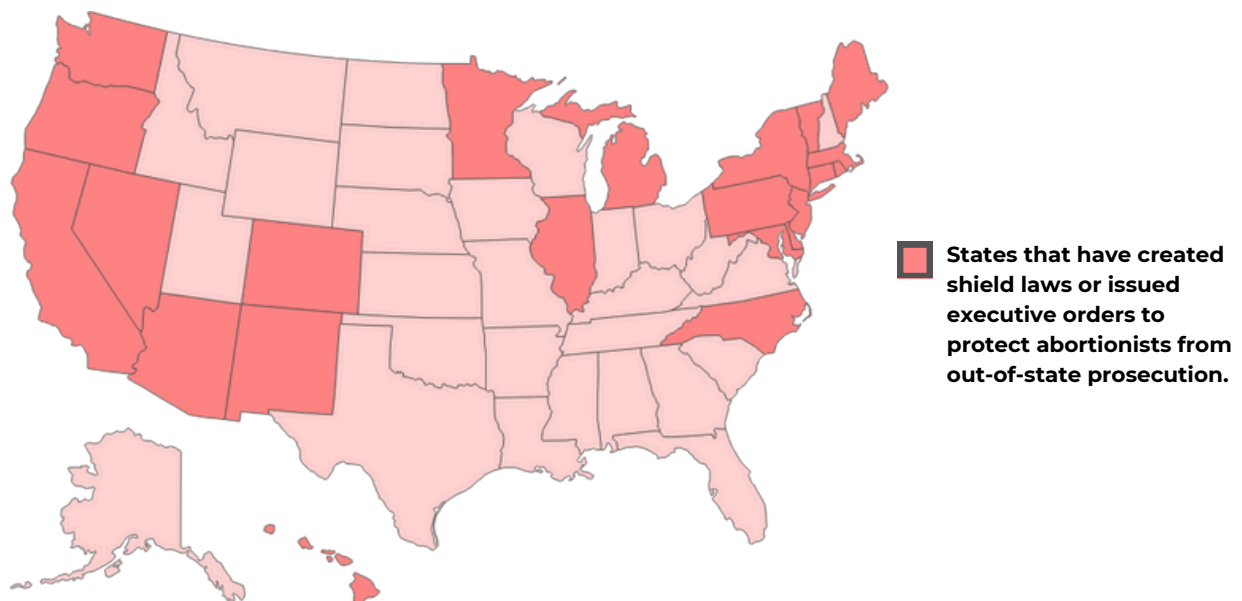 States that have created
shield laws or issued
executive orders to
protect abortionists from
out-of-state prosecution.